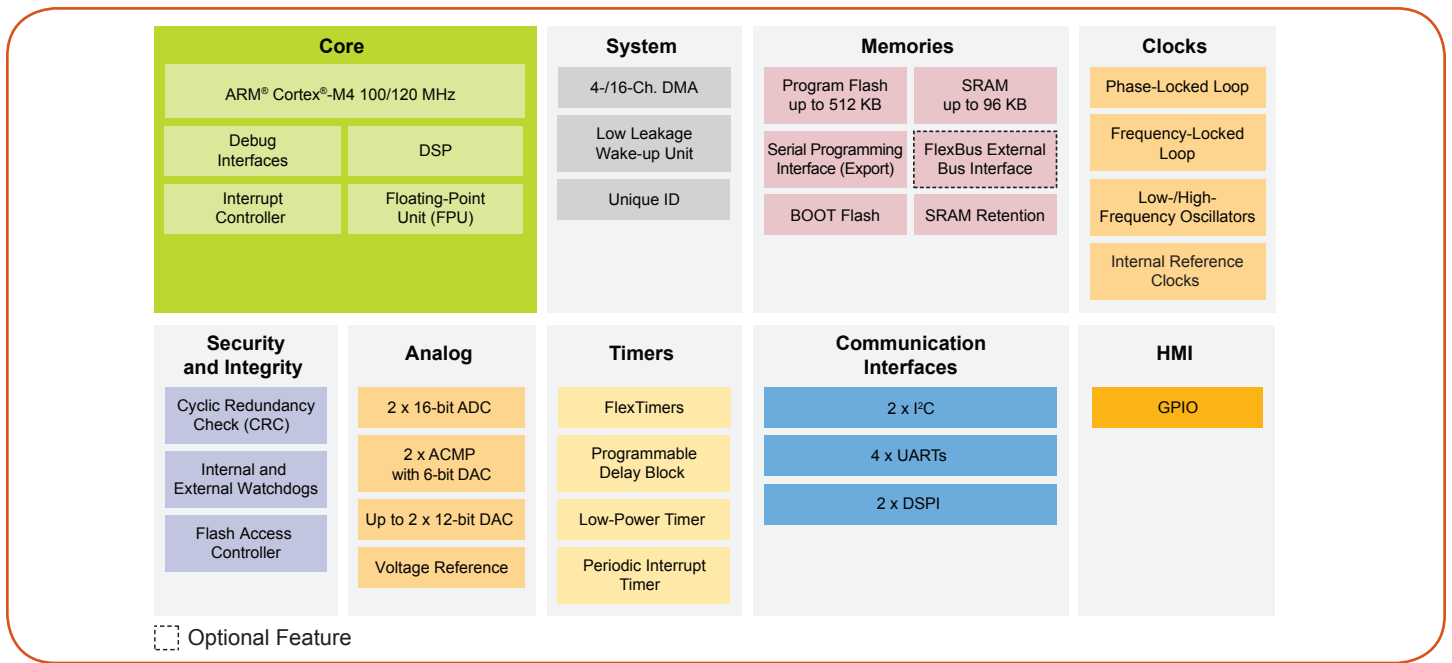 Core
ARM® Cortex®-M4 100/120 MHz
Debug
Interfaces
DSP
Interrupt
Controller
Floating-Point
Unit (FPU)
System
4-/16-Ch. DMA
Low Leakage
Wake-up Unit
Unique ID
Memories
Program Flash
up to 512 KB
SRAM
up to 96 KB
Serial Programming
Interface (Export)
FlexBus External
Bus Interface
BOOT Flash
SRAM Retention
Clocks
Phase-Locked Loop
Frequency-Locked
Loop
Low-/High-
Frequency Oscillators
Internal Reference
Clocks
Security
and Integrity
Cyclic Redundancy
Check (CRC)
Internal and
External Watchdogs
Flash Access
Controller
Analog
2 x 16-bit ADC
2 x ACMP
with 6-bit DAC
Up to 2 x 12-bit DAC
Voltage Reference
Timers
FlexTimers
Programmable
Delay Block
Low-Power Timer
Periodic Interrupt
Timer
Communication
Interfaces
2 x I²C
4 x UARTs
2 x DSPI
HMI
GPIO
Optional Feature